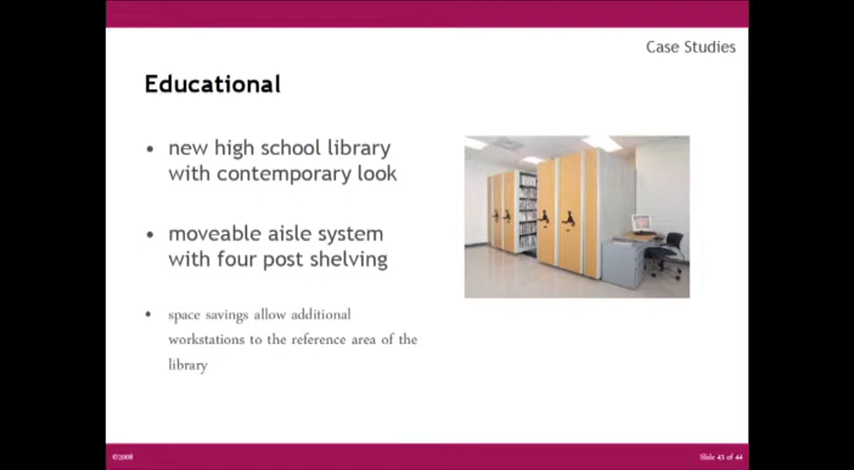 Case Studies
Educational
• new high school library
with contemporary look
• moveable aisle system
with four post shelving
• space savings allow additional
workstations to the reference area of the
library
©2008
Slide 43 of 44